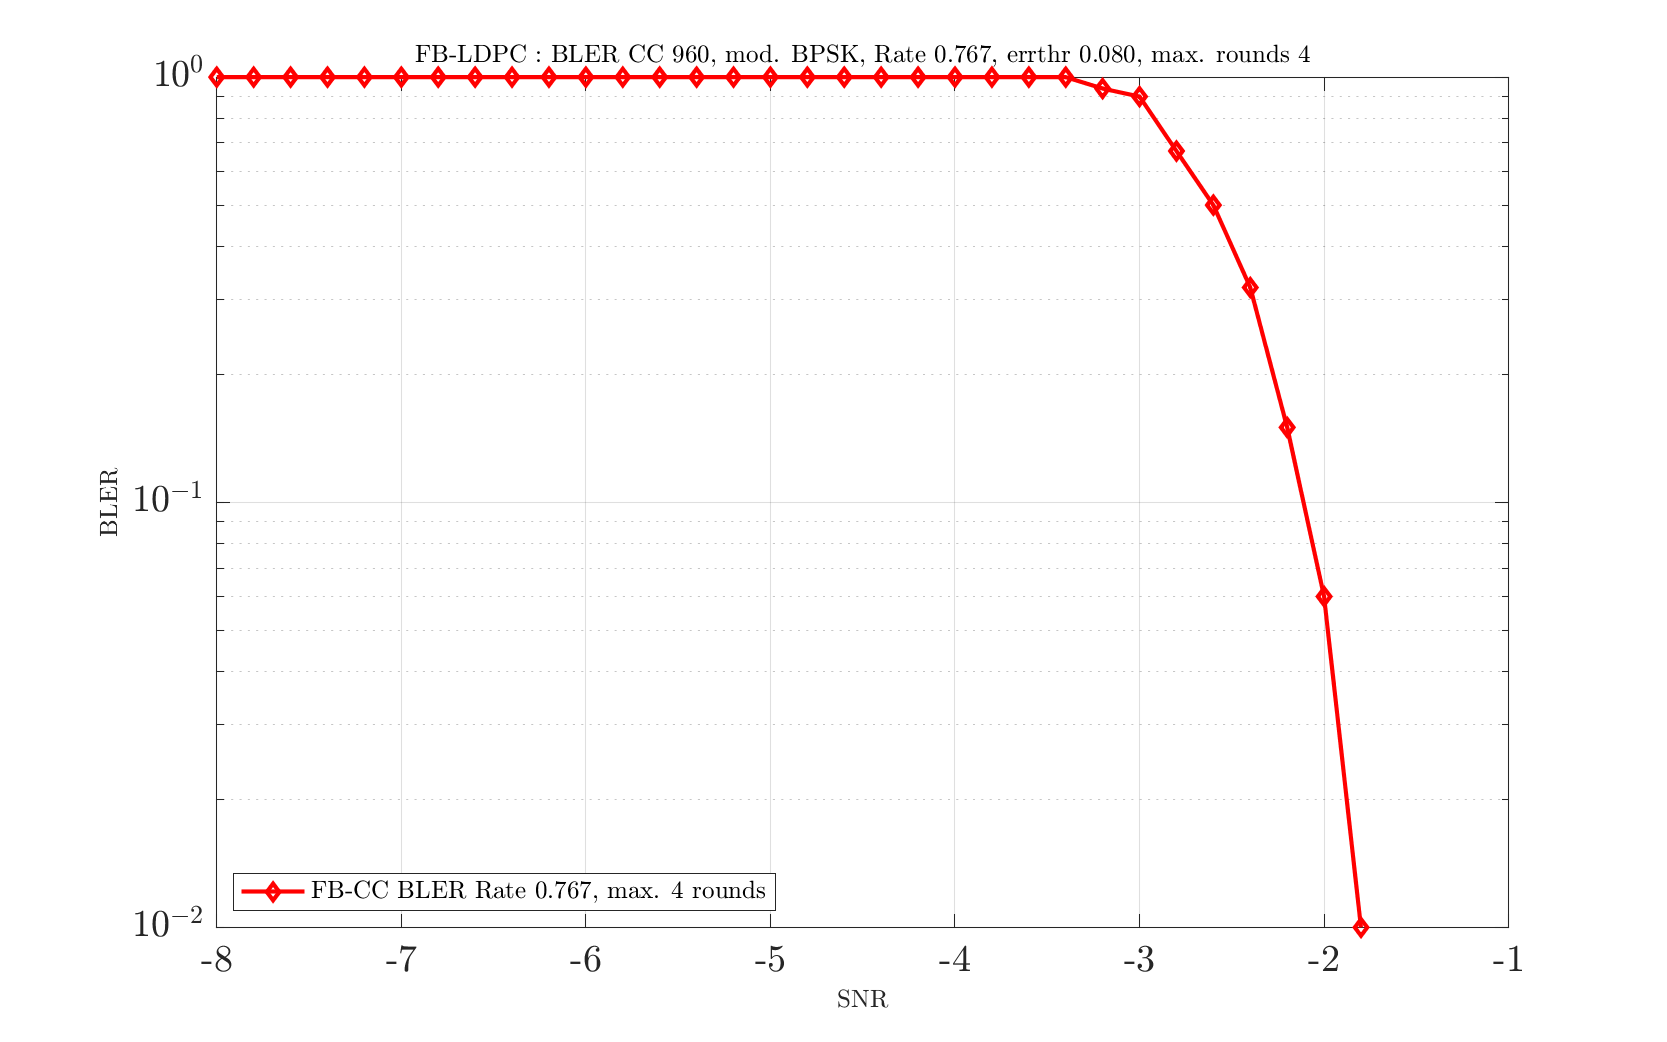 FB-LDPC : BLER CC 960, mod. BPSK, Rate 0.767, errthr 0.080, max. rounds 4
10^0
10^-1
10^-2
BLER
FB-CC BLER Rate 0.767, max. 4 rounds
-8 -7 -6 -5 -4 -3 -2 -1
SNR